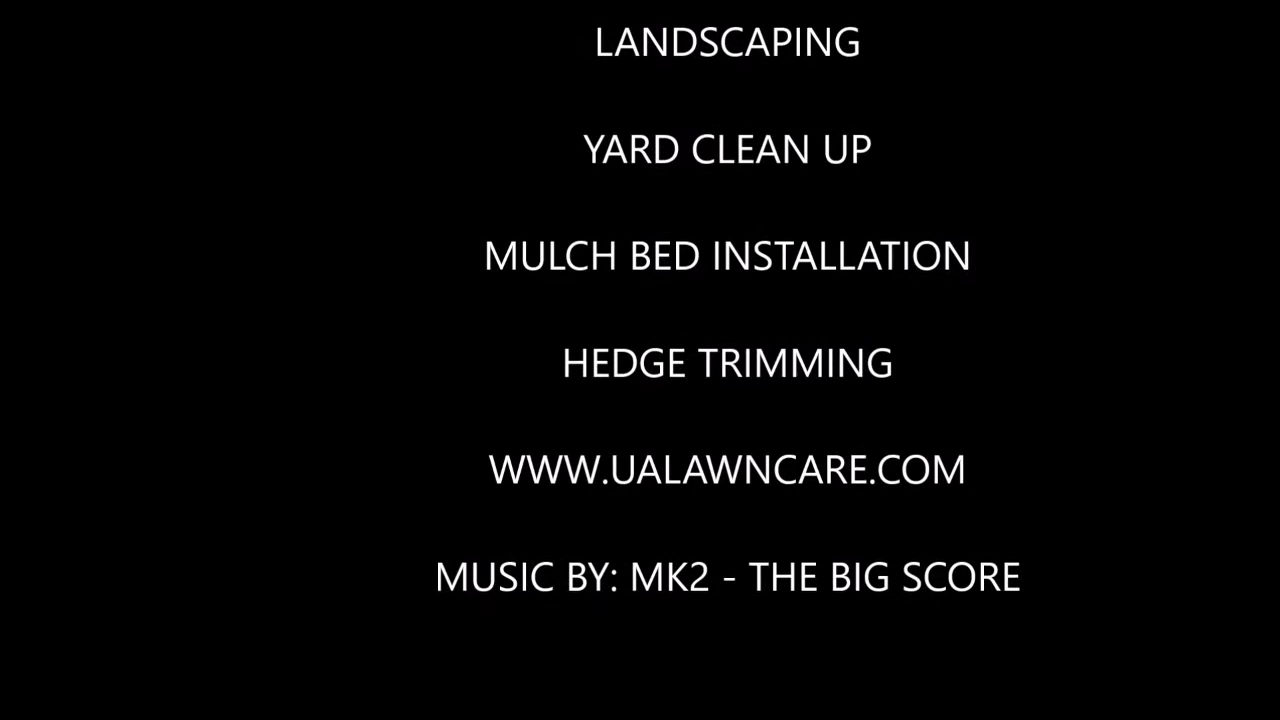 LANDSCAPING
YARD CLEAN UP
MULCH BED INSTALLATION
HEDGE TRIMMING
WWW.UALAWNCARE.COM
MUSIC BY: MK2 - THE BIG SCORE